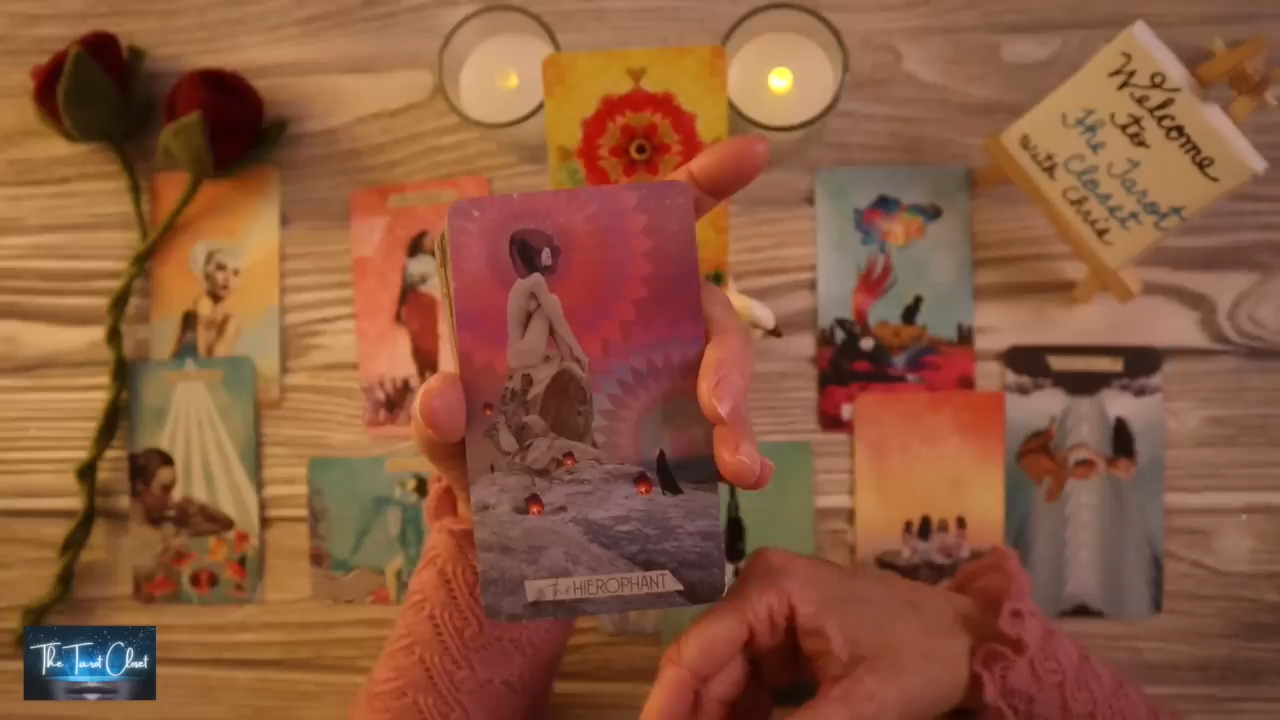 Welcome
to
The Tarot
Closet
with Chris
The HIEROPHANT
The Tarot Closet